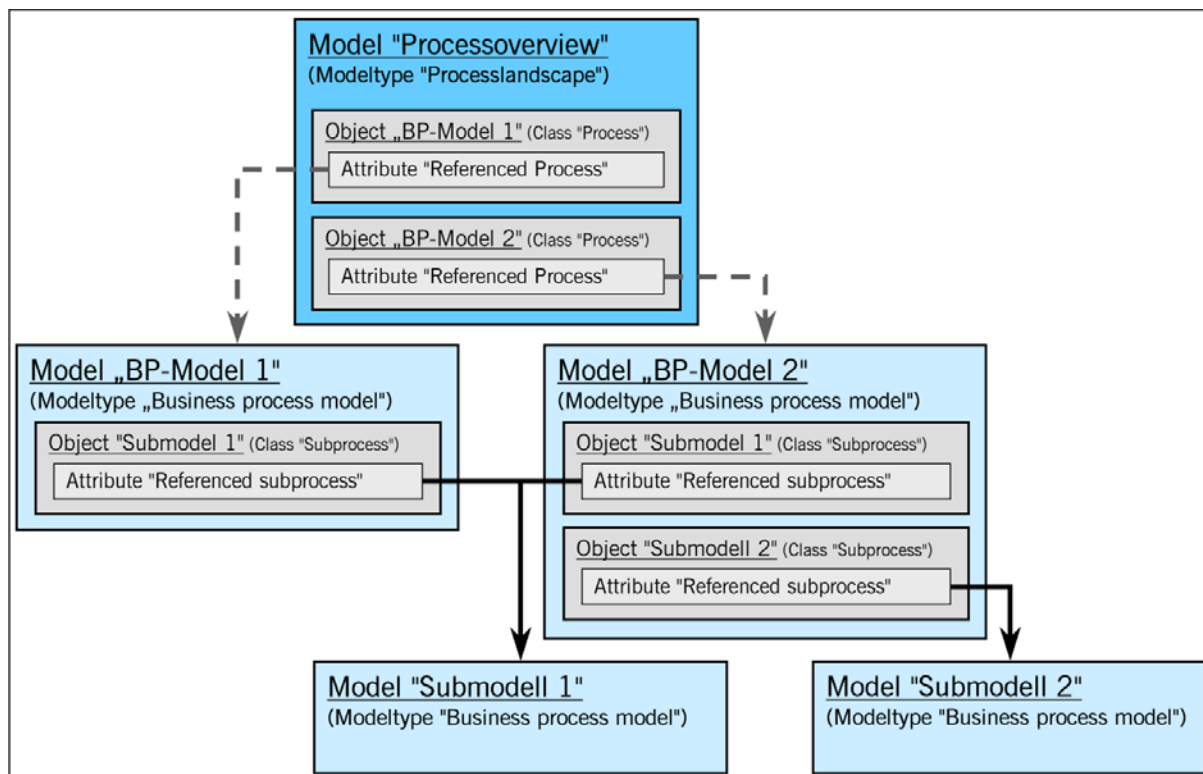 Model "Processoverview"
(Modeltype "Processlandscape")
Object „BP-Model 1" (Class "Process")
Attribute "Referenced Process"
Object „BP-Model 2" (Class "Process")
Attribute "Referenced Process"
Model „BP-Model 1"
(Modeltype „Business process model")
Object "Submodel 1" (Class "Subprocess")
Attribute "Referenced subprocess"
Model „BP-Model 2"
(Modeltype „Business process model")
Object "Submodel 1" (Class "Subprocess")
Attribute "Referenced subprocess"
Object "Submodell 2" (Class "Subprocess")
Attribute "Referenced subprocess"
Model "Submodell 1"
(Modeltype "Business process model")
Model "Submodell 2"
(Modeltype "Business process model")